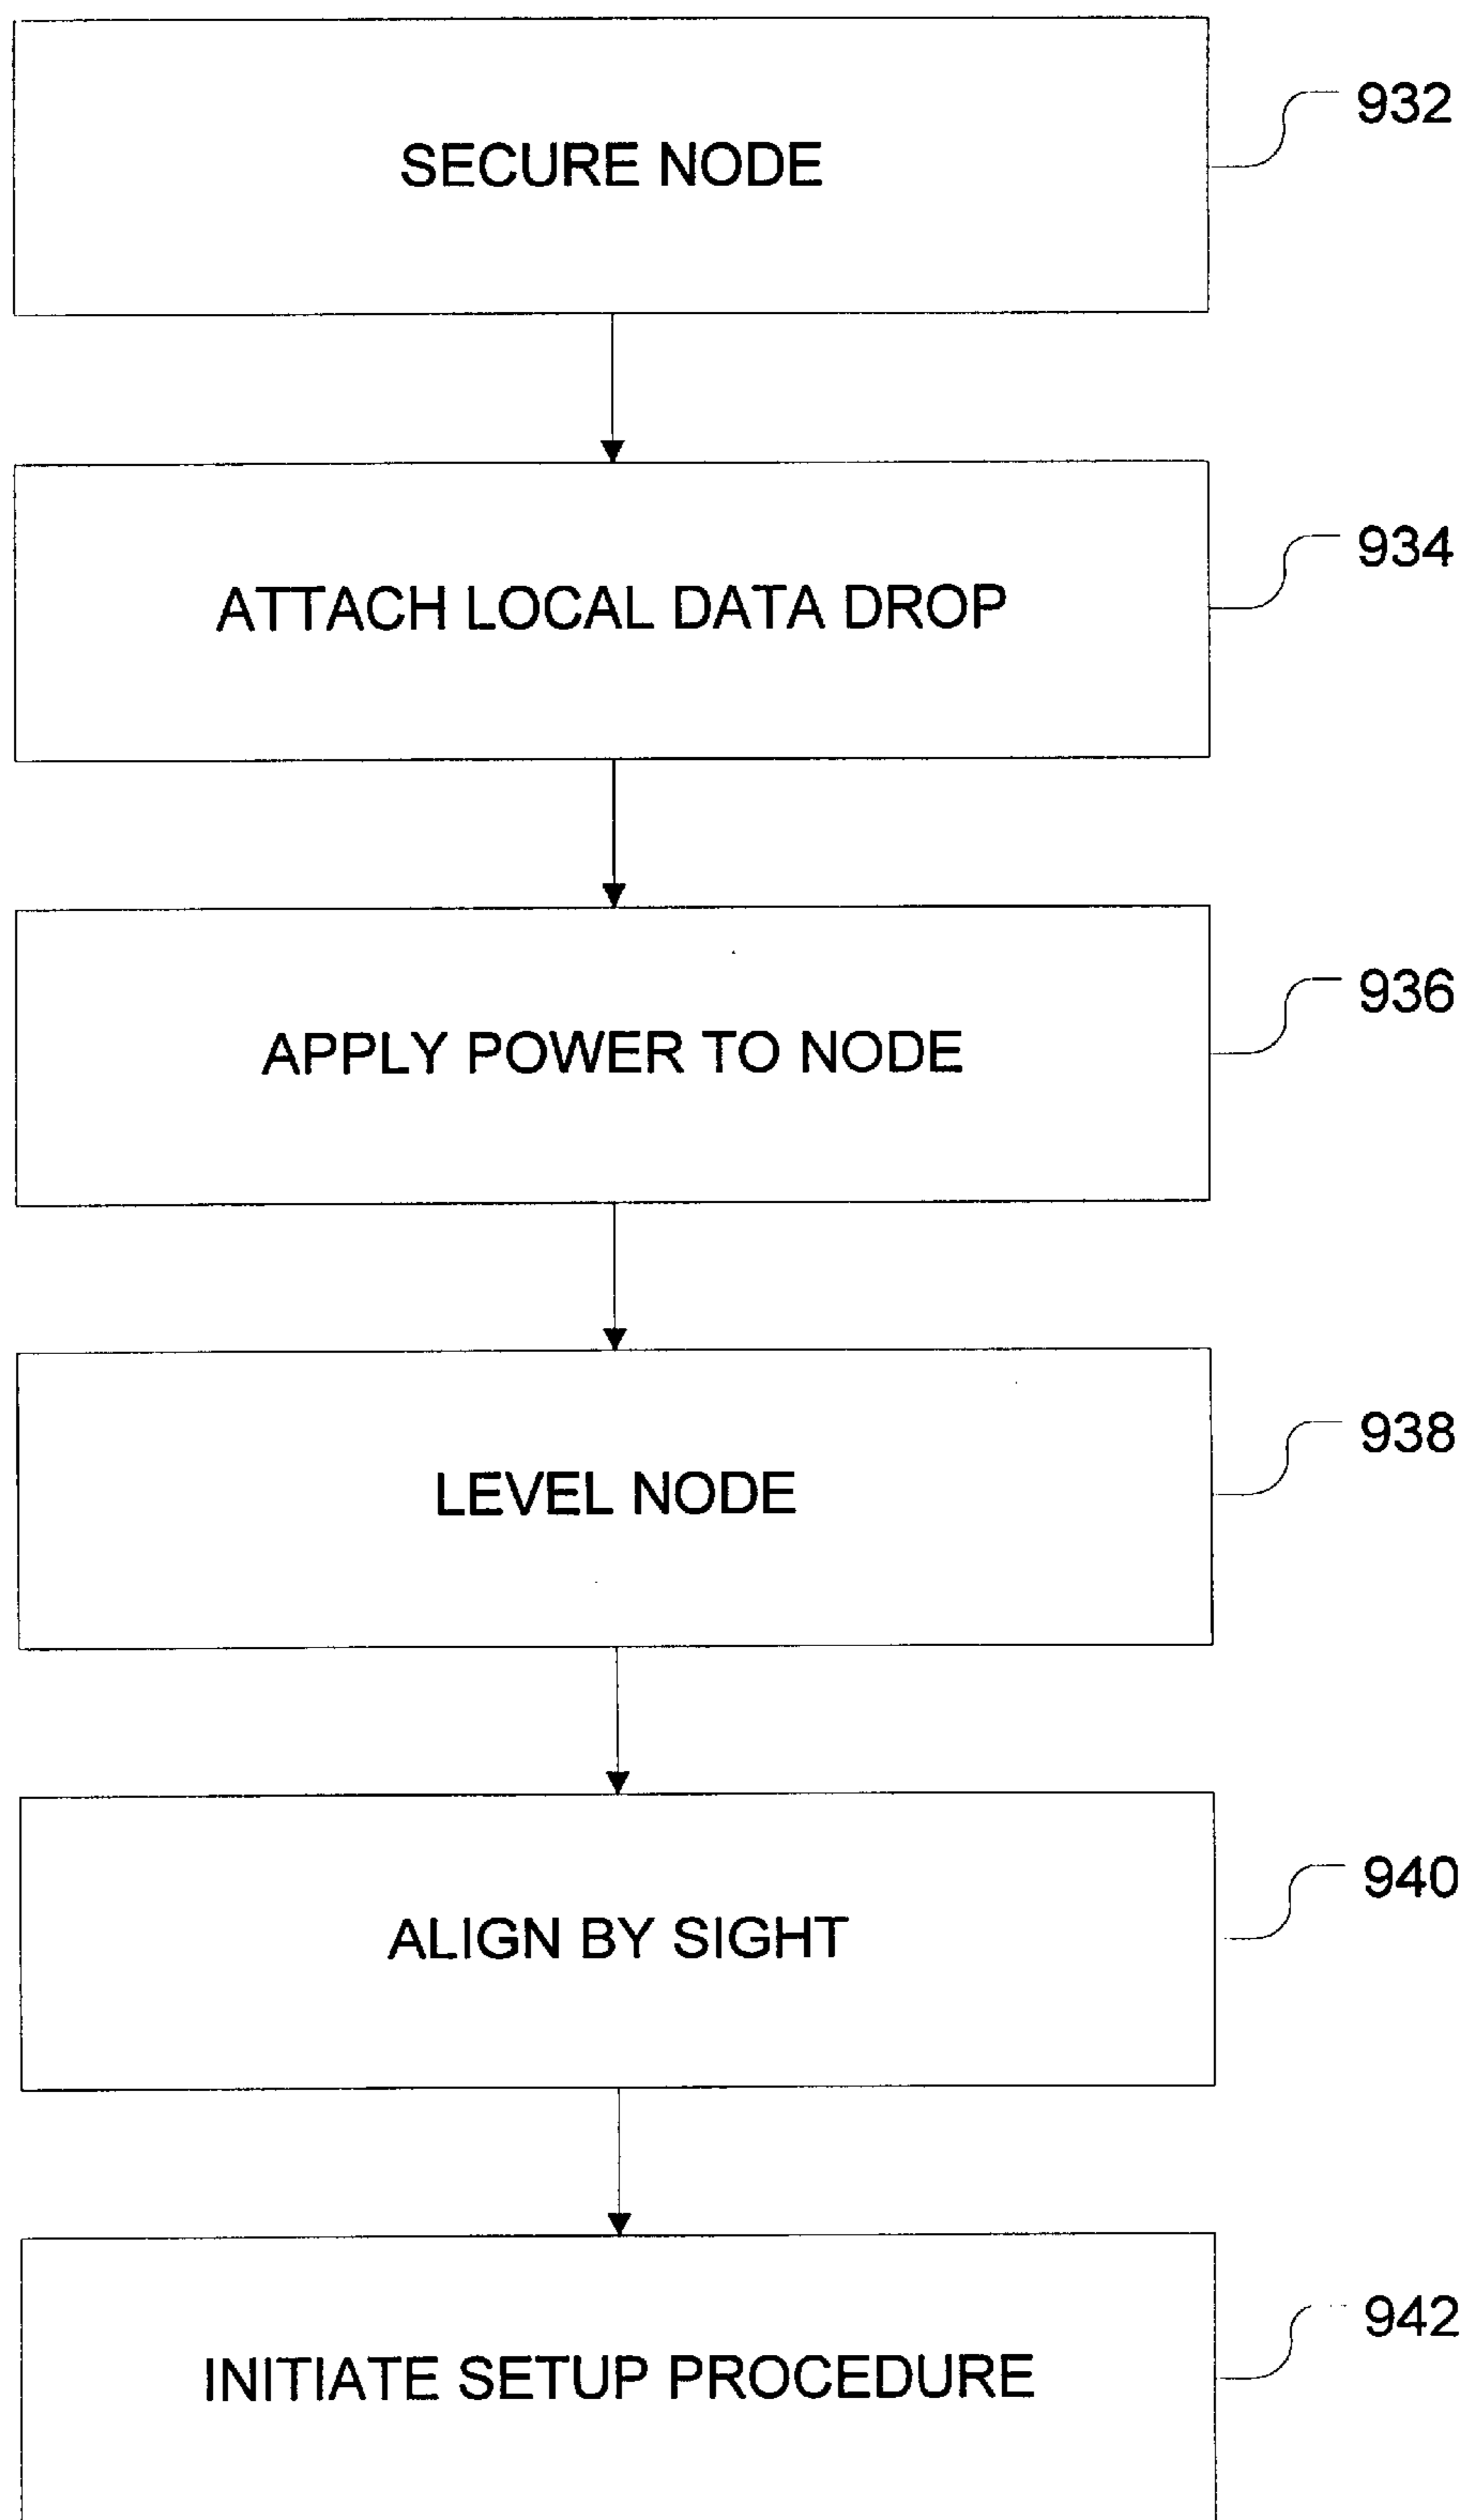 SECURE NODE
932
ATTACH LOCAL DATA DROP
934
APPLY POWER TO NODE
936
LEVEL NODE
938
ALIGN BY SIGHT
940
INITIATE SETUP PROCEDURE
942